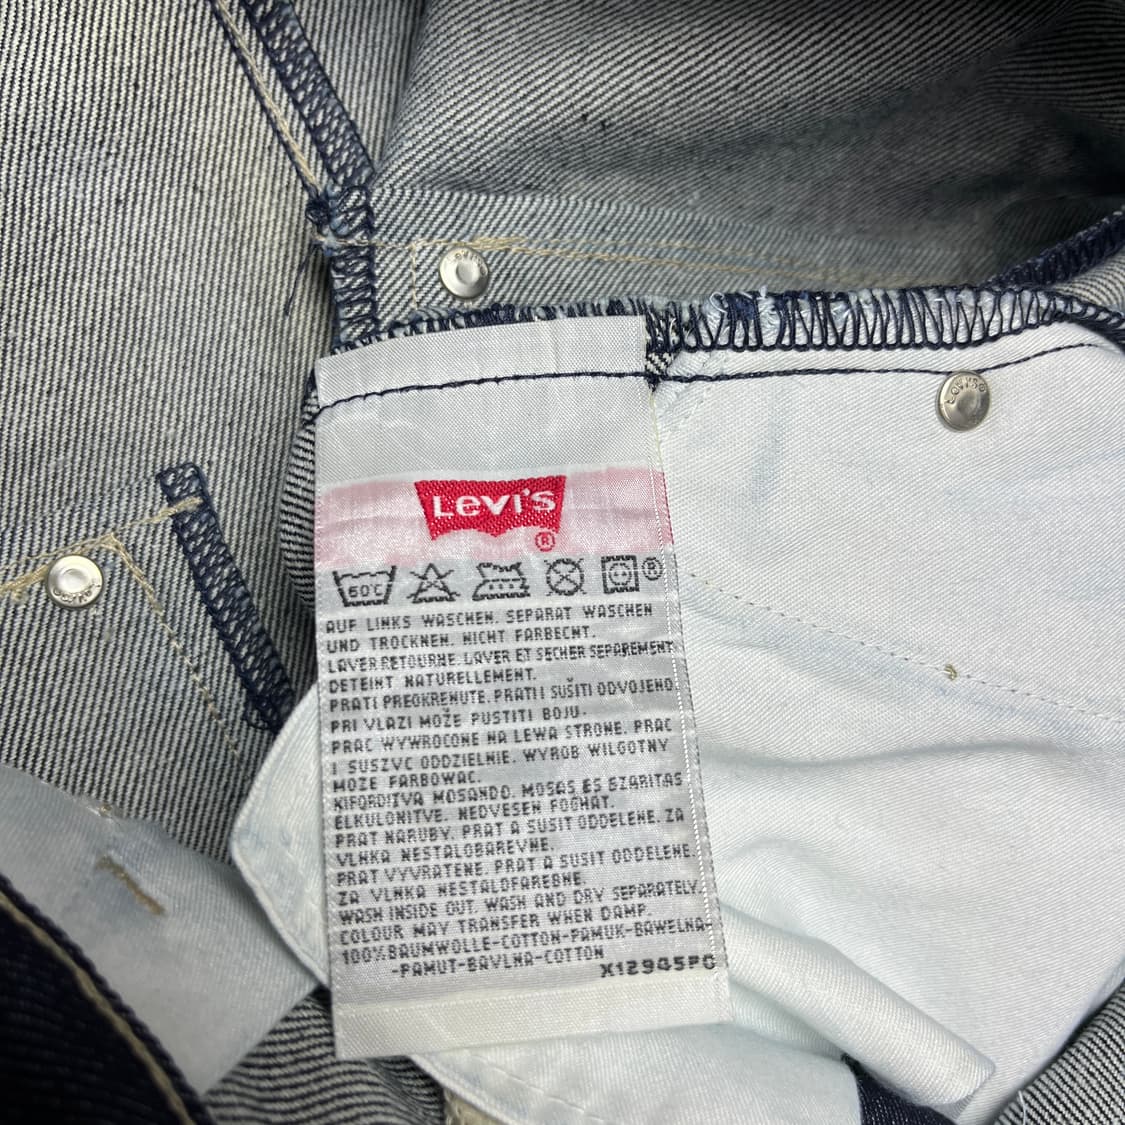 Levi's
Levi's
Levi's
®
60C
®
AUF LINKS WASCHEN. SEPARAT WASCHEN
UND TROCKNEN. NICHT FARBECHT.
LAVER RETOURNE. LAVER ET SECHER SEPAREMENT
DETEINT NATURELLEMENT.
PRATI PREOKRENUTE. PRATI I SUŠITI ODVOJENO.
PRI VLAZI MOŽE PUSTITI BOJU.
PRAC WYWROCONE NA LEWA STRONE. PRAC
I SUSZYC ODDZIELNIE. WYROB WILGOTNY
MOZE FARBOWAC.
KIFORDITVA MOSANDO. MOSAS ES SZARITAS
ELKULONITVE. NEDVESEN FOGHAT.
PRAT NARUBY. PRAT A SUSIT ODDELENE. ZA
VLHKA NESTALOBAREVNE.
PRAT VYVRATENE. PRAT A SUSIT ODDELENE.
ZA VLHKA NESTALOFAREBNE.
WASH INSIDE OUT. WASH AND DRY SEPARATELY.
COLOUR MAY TRANSFER WHEN DAMP.
100%BAUMWOLLE-COTTON-PAMUK-BAWELNA-
-PAMUT-BAVLNA-COTTON
X12945PC